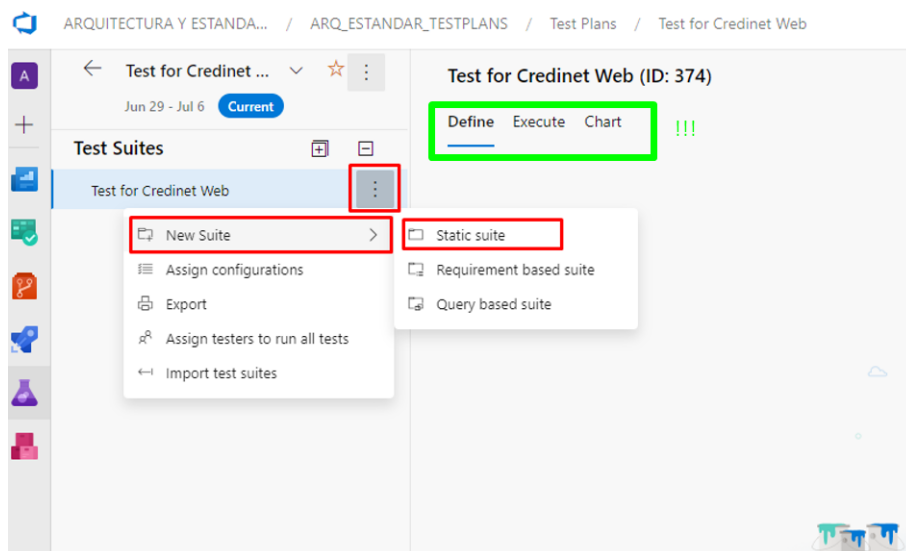 ARQUITECTURA Y ESTANDA... / ARQ_ESTANDAR_TESTPLANS / Test Plans / Test for Credinet Web
A
Test for Credinet ...
Jun 29 - Jul 6 Current
Test Suites
Test for Credinet Web
New Suite
Assign configurations
Export
Assign testers to run all tests
Import test suites
Static suite
Requirement based suite
Query based suite
Test for Credinet Web (ID: 374)
Define Execute Chart !!!